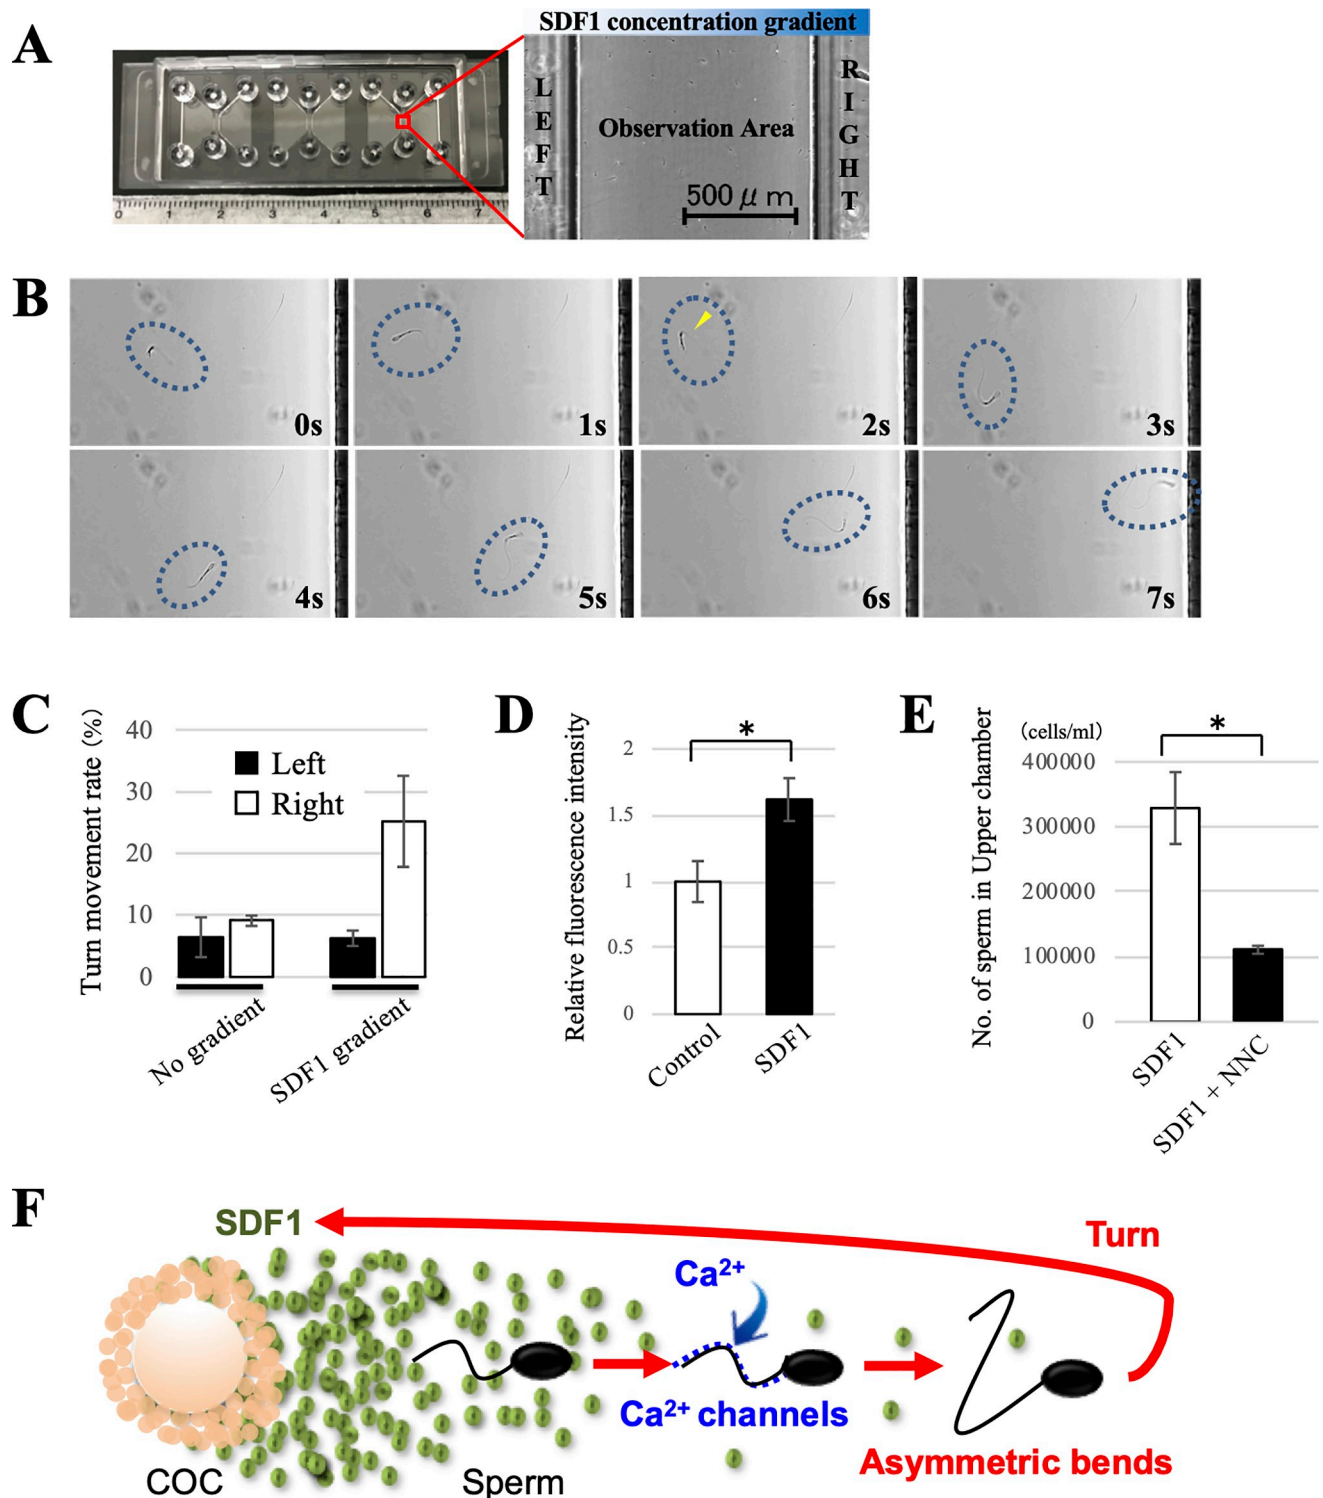 A
SDF1 concentration gradient
LEFT
Observation Area
RIGHT
500 μm
0 1 2 3 4 5 6 7
B
0s
1s
2s
3s
4s
5s
6s
7s
C
Turn movement rate (%)
40
30
20
10
0
Left
Right
No gradient
SDF1 gradient
D
Relative fluorescence intensity
2
1.5
1
0.5
0
*
Control
SDF1
E
No. of sperm in Upper chamber
(cells/ml)
400000
300000
200000
100000
0
*
SDF1
SDF1 + NNC
F
SDF1
Turn
Ca²⁺
Ca²⁺ channels
Asymmetric bends
COC
Sperm